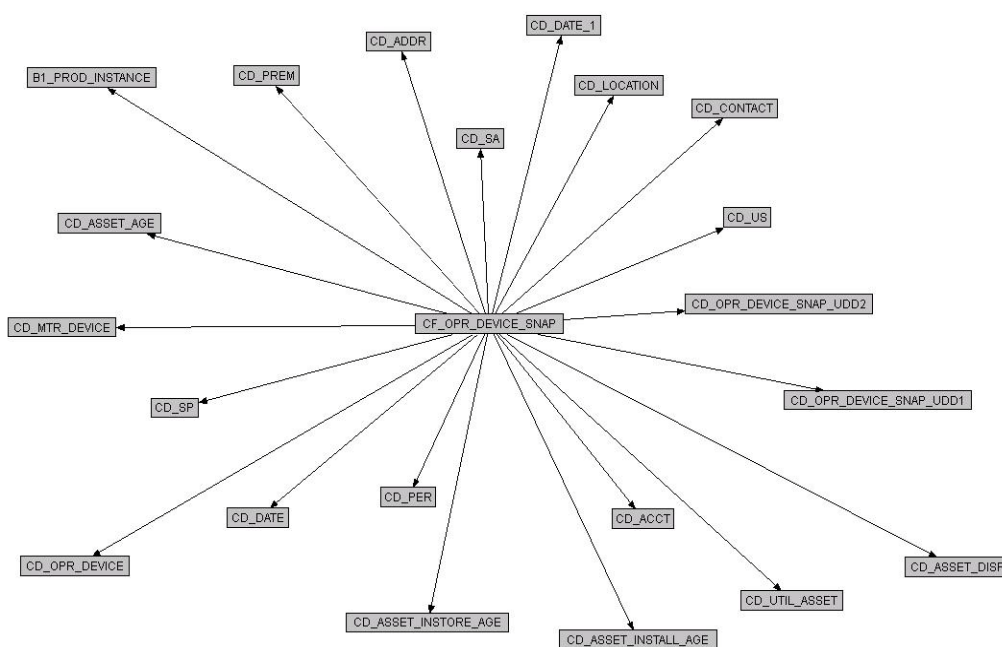 CD_DATE_1
CD_ADDR
B1_PROD_INSTANCE
CD_PREM
CD_LOCATION
CD_CONTACT
CD_SA
CD_ASSET_AGE
CD_US
CD_OPR_DEVICE_SNAP_UDD2
CD_MTR_DEVICE
CF_OPR_DEVICE_SNAP
CD_SP
CD_OPR_DEVICE_SNAP_UDD1
CD_PER
CD_DATE
CD_ACCT
CD_OPR_DEVICE
CD_ASSET_DISP
CD_UTIL_ASSET
CD_ASSET_INSTORE_AGE
CD_ASSET_INSTALL_AGE